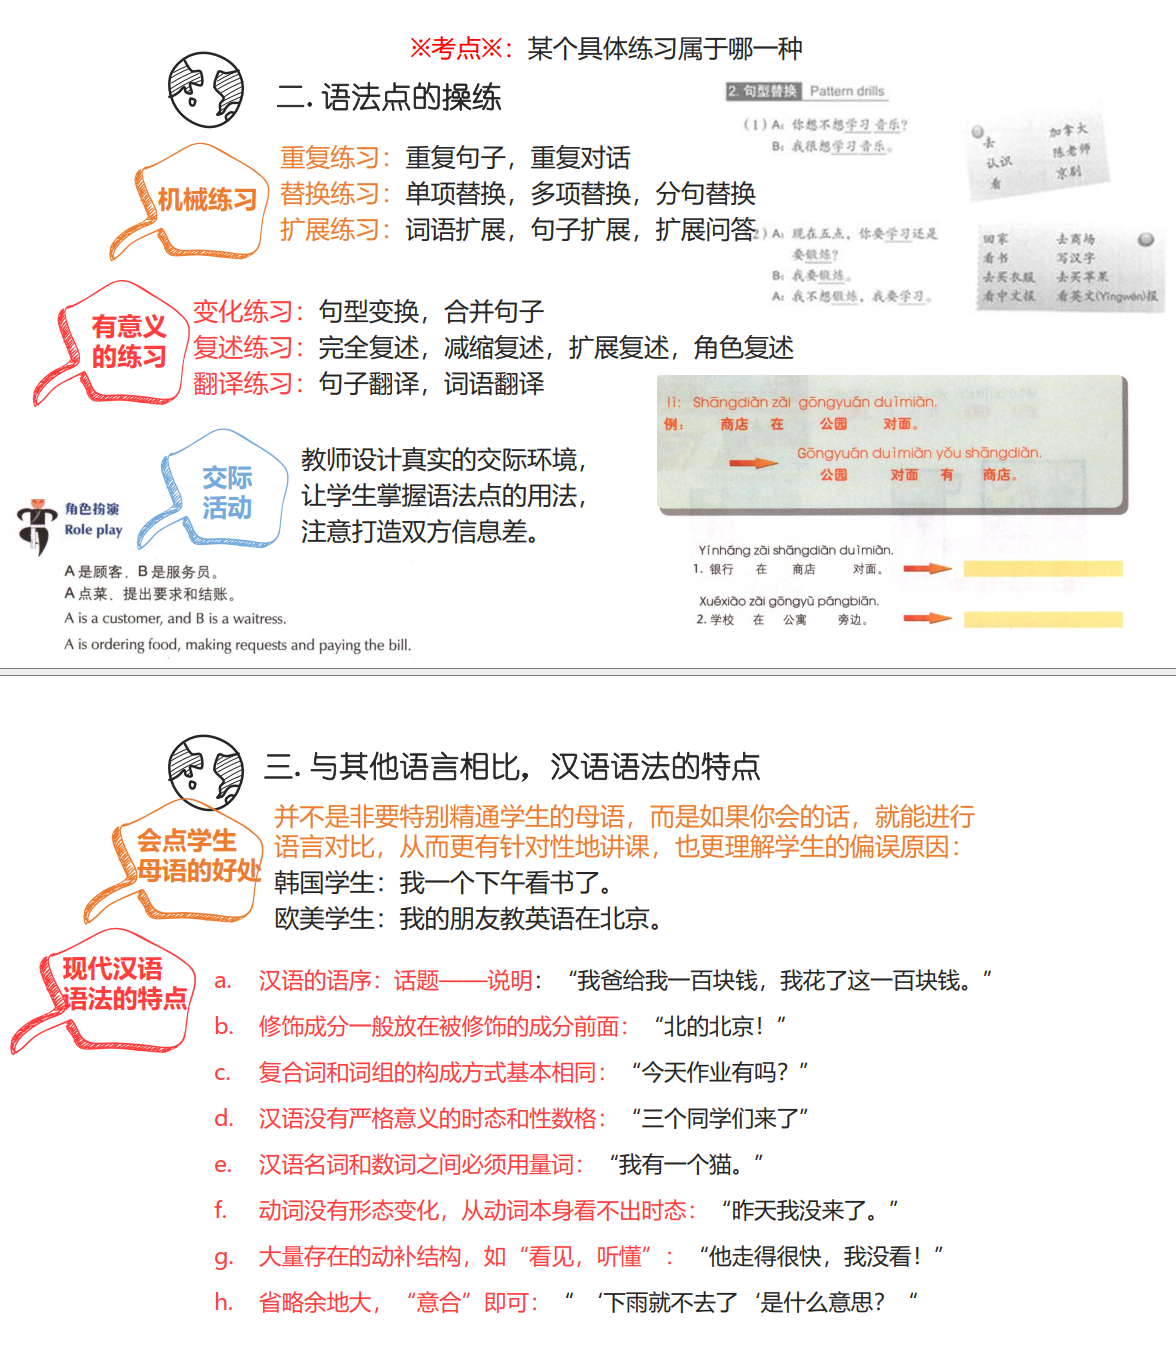 ※考点※：某个具体练习属于哪一种
二. 语法点的操练
2. 句型替换 Pattern drills
（1）A：你想不想学习 音乐？
B：我很想学习 音乐。
去 加拿大
认识 陈老师
看 京剧
机械练习
重复练习：重复句子，重复对话
替换练习：单项替换，多项替换，分句替换
扩展练习：词语扩展，句子扩展，扩展问答
2）A：现在五点，你要学习还是
要锻炼？
B：我要锻炼。
A：我不想锻炼，我要学习。
回家 去商场
看书 写汉字
去买衣服 去买苹果
看中文报 看英文(Yīngwén)报
有意义
的练习
变化练习：句型变换，合并句子
复述练习：完全复述，减缩复述，扩展复述，角色复述
翻译练习：句子翻译，词语翻译
lì: Shāngdiàn zài gōngyuán duìmiàn.
例： 商店 在 公园 对面。
Gōngyuán duìmiàn yǒu shāngdiàn.
公园 对面 有 商店。
交际
活动
教师设计真实的交际环境，
让学生掌握语法点的用法，
注意打造双方信息差。
角色扮演
Role play
A 是顾客，B 是服务员。
A 点菜、提出要求和结账。
A is a customer, and B is a waitress.
A is ordering food, making requests and paying the bill.
Yínháng zài shāngdiàn duìmiàn.
1. 银行 在 商店 对面。
Xuéxiào zài gōngyù pángbiān.
2. 学校 在 公寓 旁边。
三. 与其他语言相比，汉语语法的特点
会点学生
母语的好处
并不是非要特别精通学生的母语，而是如果你会的话，就能进行
语言对比，从而更有针对性地讲课，也更理解学生的偏误原因：
韩国学生：我一个下午看书了。
欧美学生：我的朋友教英语在北京。
现代汉语
语法的特点
a. 汉语的语序：话题——说明：“我爸给我一百块钱，我花了这一百块钱。”
b. 修饰成分一般放在被修饰的成分前面：“北的北京！”
c. 复合词和词组的构成方式基本相同：“今天作业有吗？”
d. 汉语没有严格意义的时态和性数格：“三个同学们来了”
e. 汉语名词和数词之间必须用量词：“我有一个猫。”
f. 动词没有形态变化，从动词本身看不出时态：“昨天我没来了。”
g. 大量存在的动补结构，如“看见，听懂”：“他走得很快，我没看！”
h. 省略余地大，“意合”即可：“‘下雨就不去了‘是什么意思？“